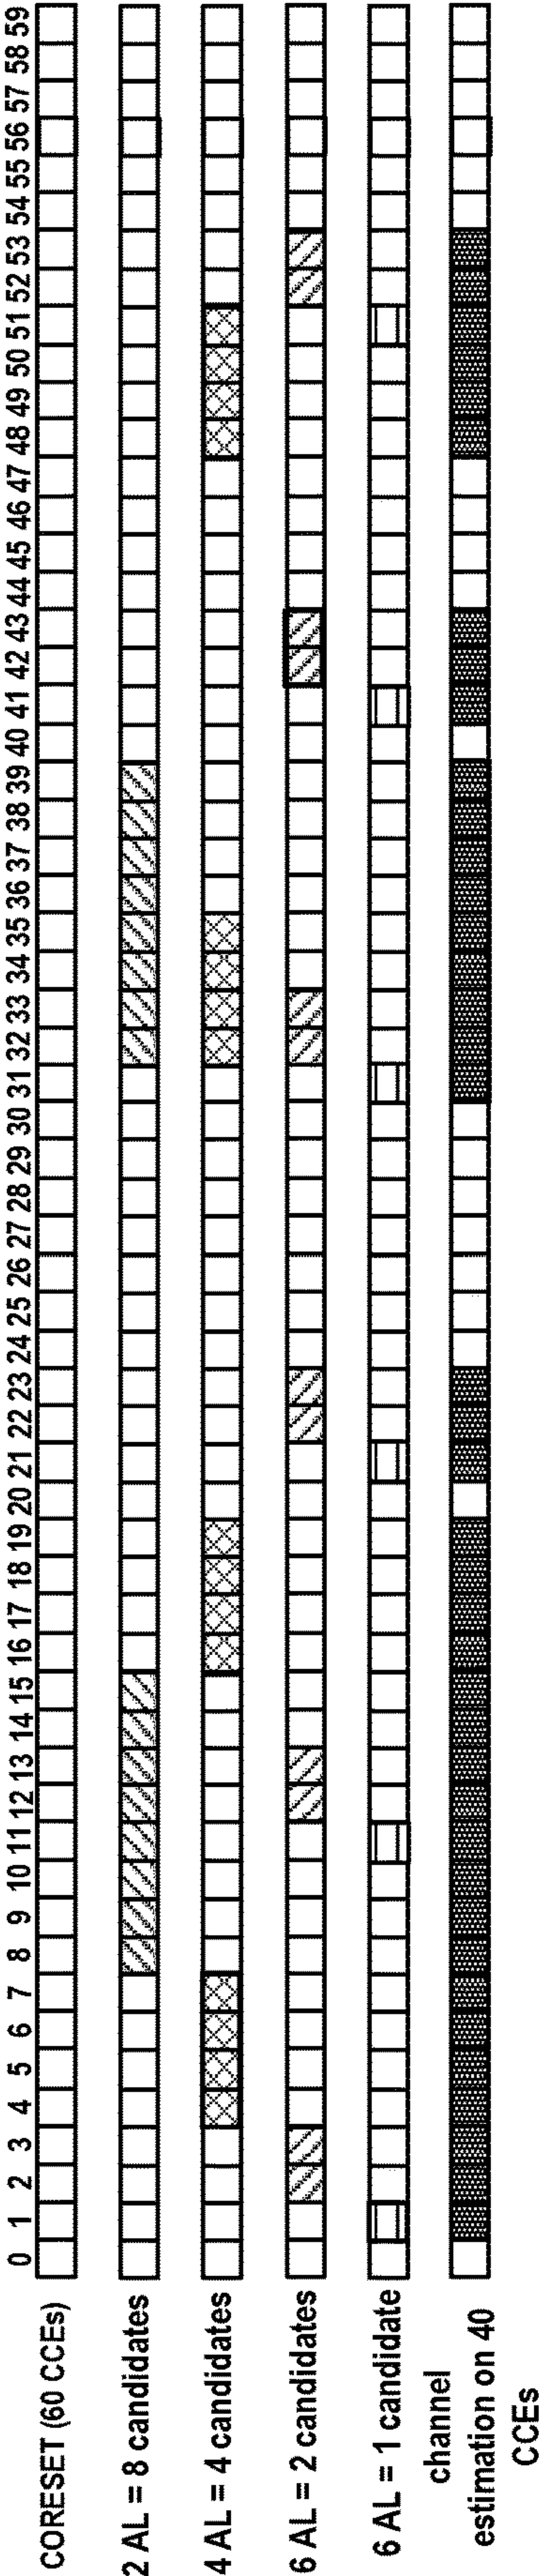 0 1 2 3 4 5 6 7 8 9 10 11 12 13 14 15 16 17 18 19 20 21 22 23 24 25 26 27 28 29 30 31 32 33 34 35 36 37 38 39 40 41 42 43 44 45 46 47 48 49 50 51 52 53 54 55 56 57 58 59
CORESET (60 CCEs)
2 AL = 8 candidates
4 AL = 4 candidates
6 AL = 2 candidates
6 AL = 1 candidate
channel
estimation on 40
CCEs